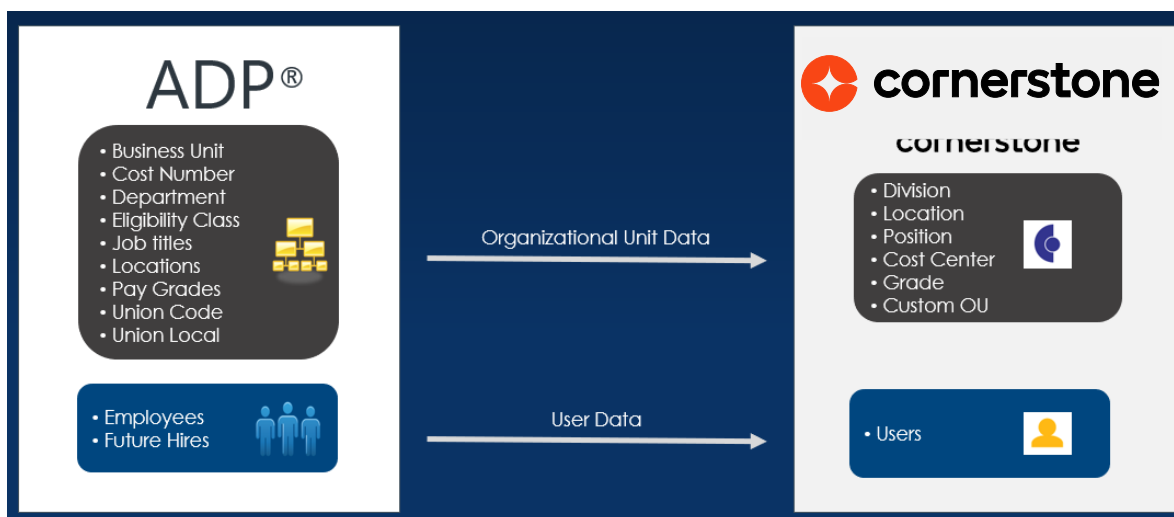 ADP®
• Business Unit
• Cost Number
• Department
• Eligibility Class
• Job titles
• Locations
• Pay Grades
• Union Code
• Union Local
• Employees
• Future Hires
Organizational Unit Data
User Data
cornerstone
cornerstone
• Division
• Location
• Position
• Cost Center
• Grade
• Custom OU
• Users